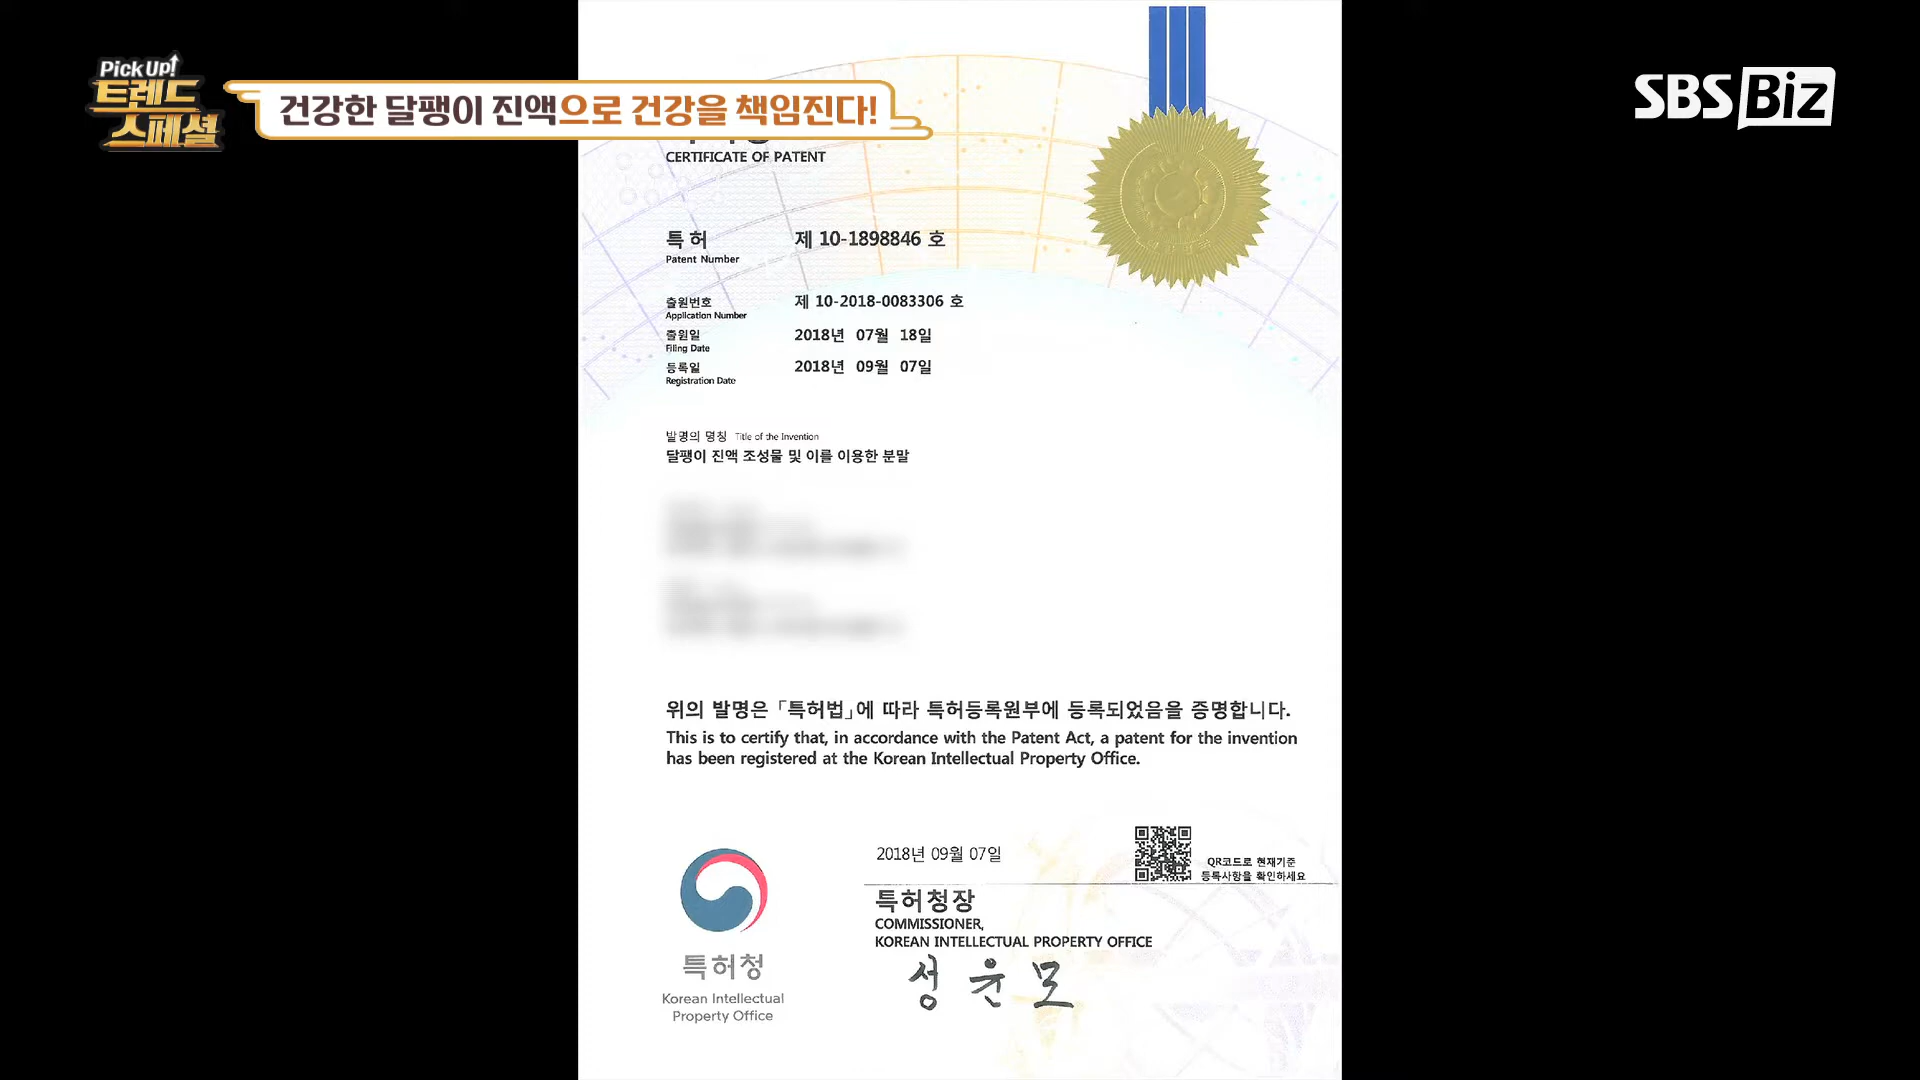 Pick Up!
트렌드
스페셜
건강한 달팽이 진액으로 건강을 책임진다!
SBS Biz
CERTIFICATE OF PATENT
특 허 제 10-1898846 호
Patent Number
출원번호 제 10-2018-0083306 호
Application Number
출원일 2018년 07월 18일
Filing Date
등록일 2018년 09월 07일
Registration Date
발명의 명칭 Title of the Invention
달팽이 진액 조성물 및 이를 이용한 분말
위의 발명은 「특허법」에 따라 특허등록원부에 등록되었음을 증명합니다.
This is to certify that, in accordance with the Patent Act, a patent for the invention
has been registered at the Korean Intellectual Property Office.
2018년 09월 07일
QR코드로 현재기준
등록사항을 확인하세요
특허청장
COMMISSIONER,
KOREAN INTELLECTUAL PROPERTY OFFICE
성 윤 모
특허청
Korean Intellectual
Property Office